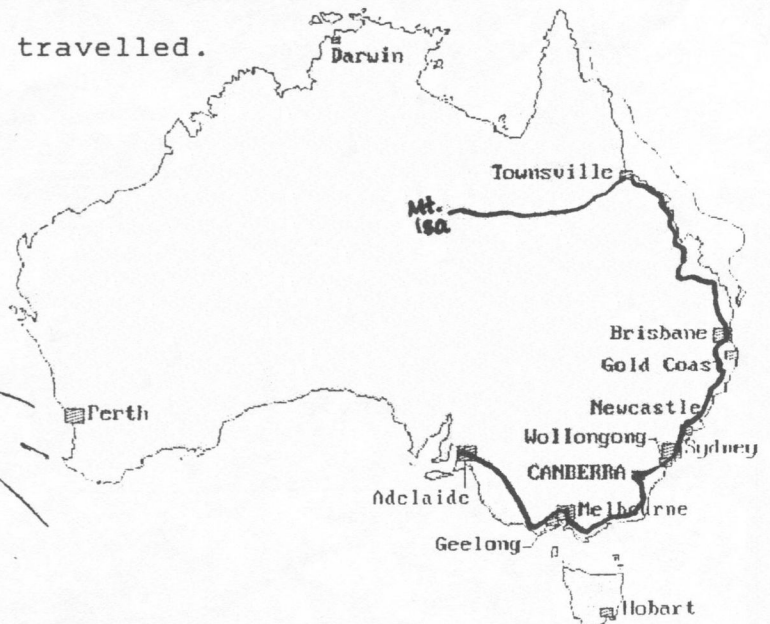 travelled.
Darwin
Townsville
Mt.
isa
Brisbane
Gold Coast
Newcastle
Perth
Wollongong
Sydney
CANBERRA
Adelaide
Melbourne
Geelong
Hobart